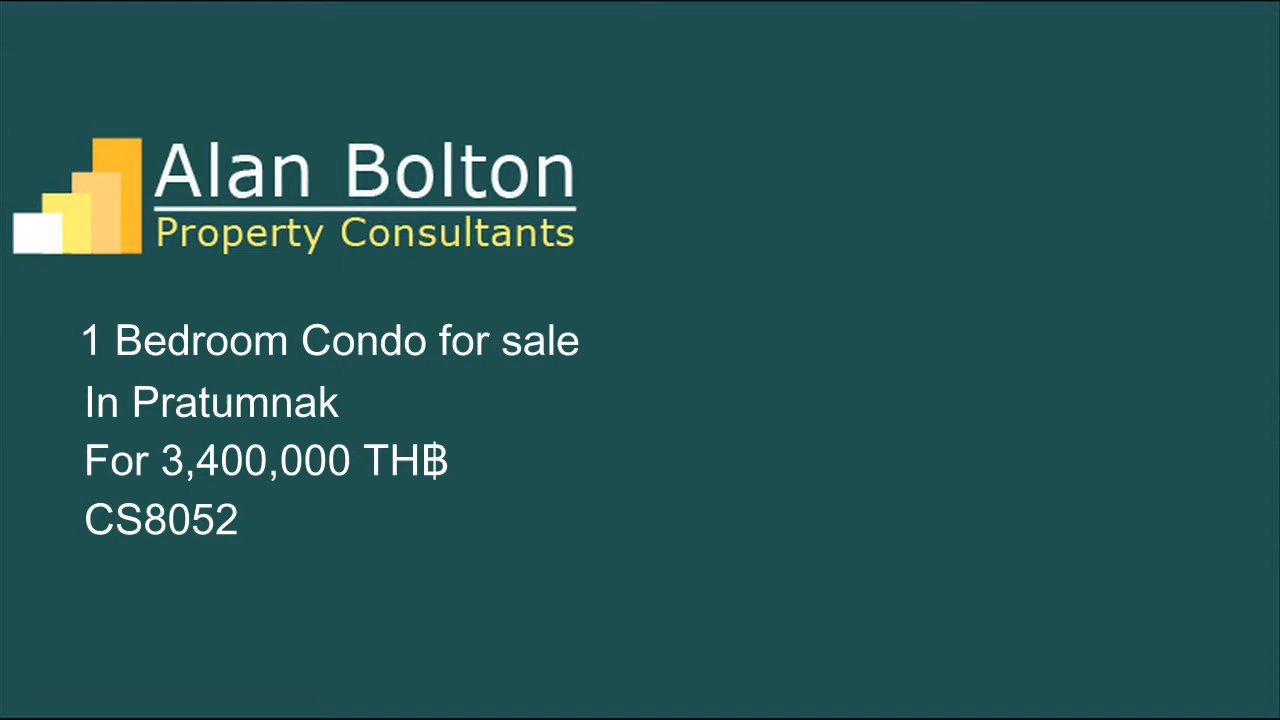 Alan Bolton
Property Consultants
1 Bedroom Condo for sale
In Pratumnak
For 3,400,000 TH฿
CS8052